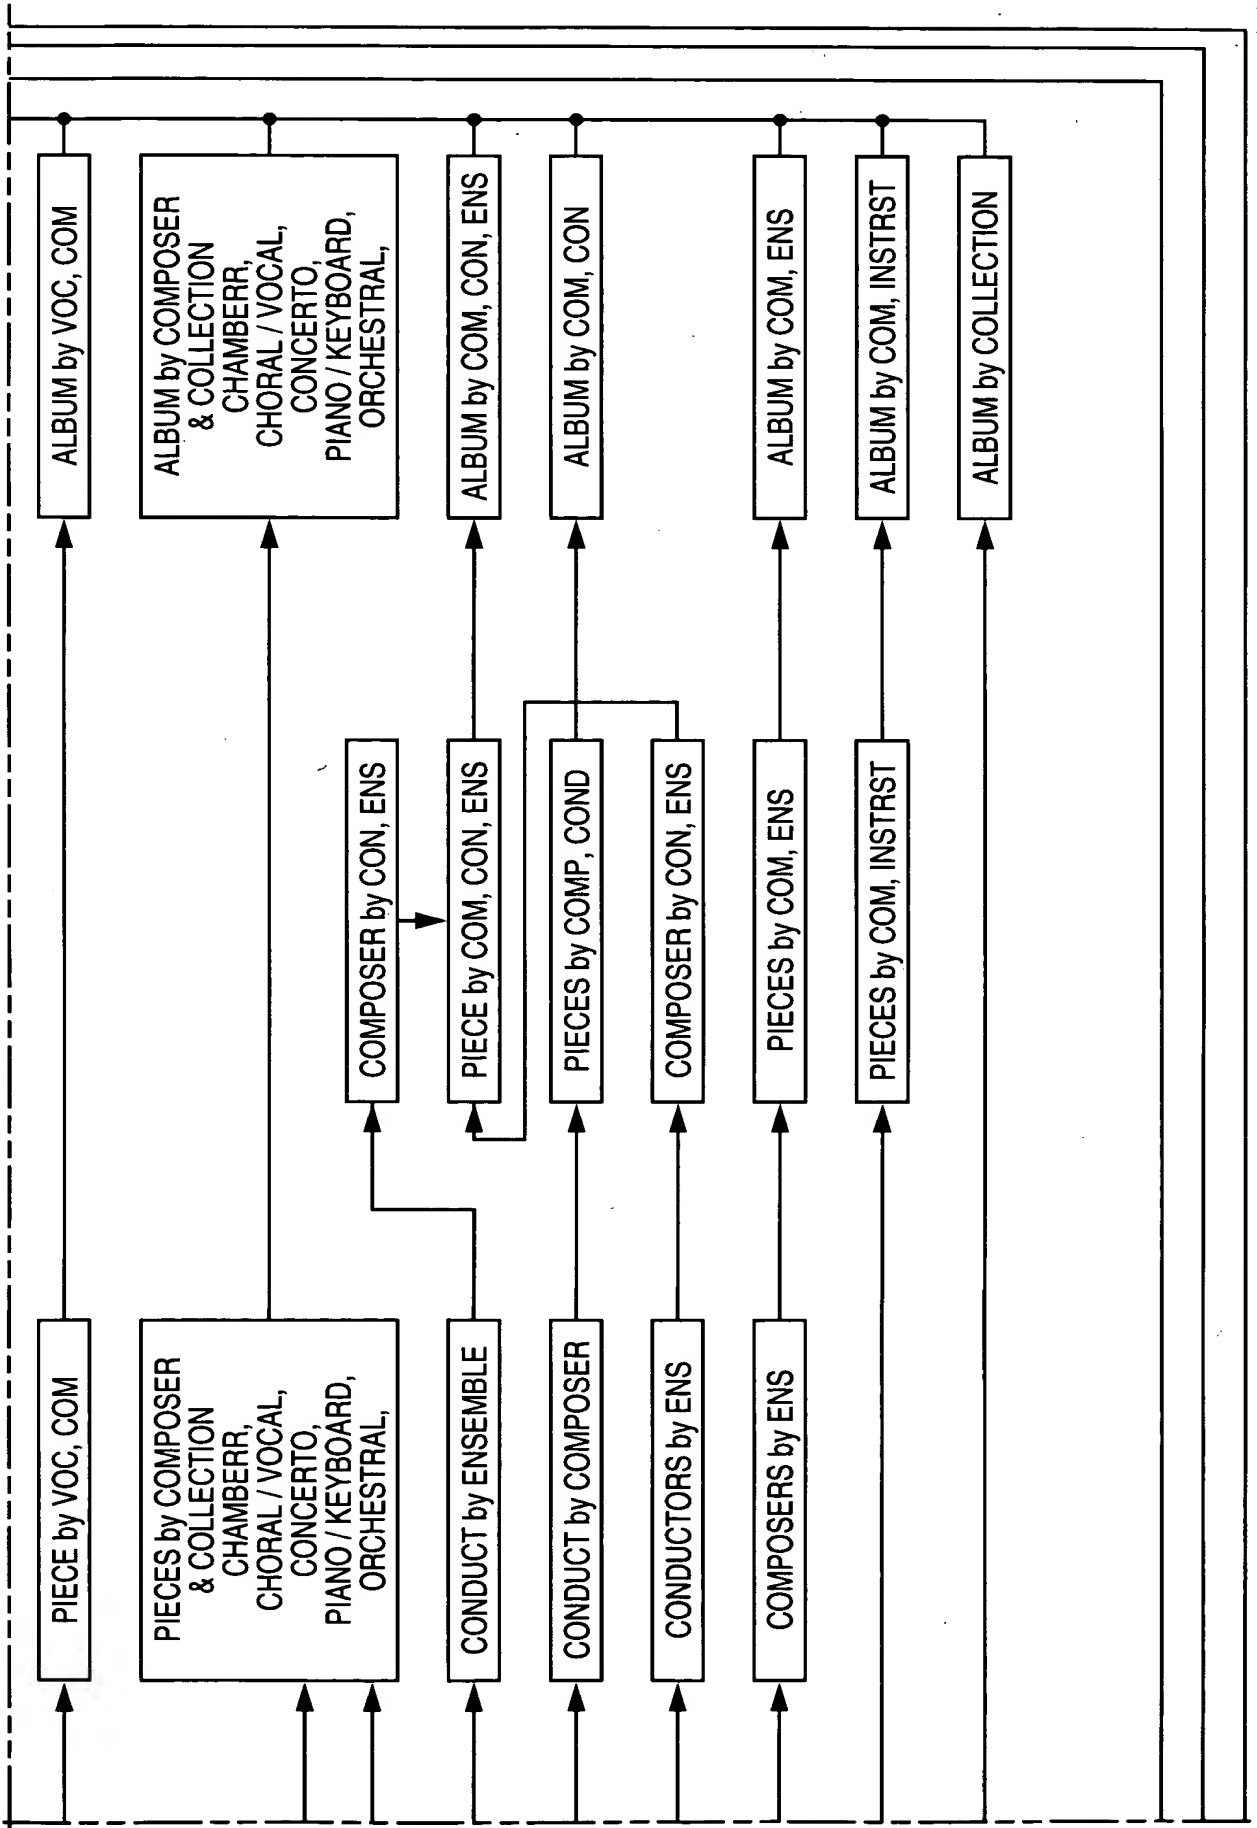 PIECE by VOC, COM
ALBUM by VOC, COM
PIECES by COMPOSER
& COLLECTION
CHAMBERR,
CHORAL / VOCAL,
CONCERTO,
PIANO / KEYBOARD,
ORCHESTRAL,
ALBUM by COMPOSER
& COLLECTION
CHAMBERR,
CHORAL / VOCAL,
CONCERTO,
PIANO / KEYBOARD,
ORCHESTRAL,
COMPOSER by CON, ENS
CONDUCT by ENSEMBLE
PIECE by COM, CON, ENS
ALBUM by COM, CON, ENS
CONDUCT by COMPOSER
PIECES by COMP, COND
ALBUM by COM, CON
CONDUCTORS by ENS
COMPOSER by CON, ENS
COMPOSERS by ENS
PIECES by COM, ENS
ALBUM by COM, ENS
PIECES by COM, INSTRST
ALBUM by COM, INSTRST
ALBUM by COLLECTION